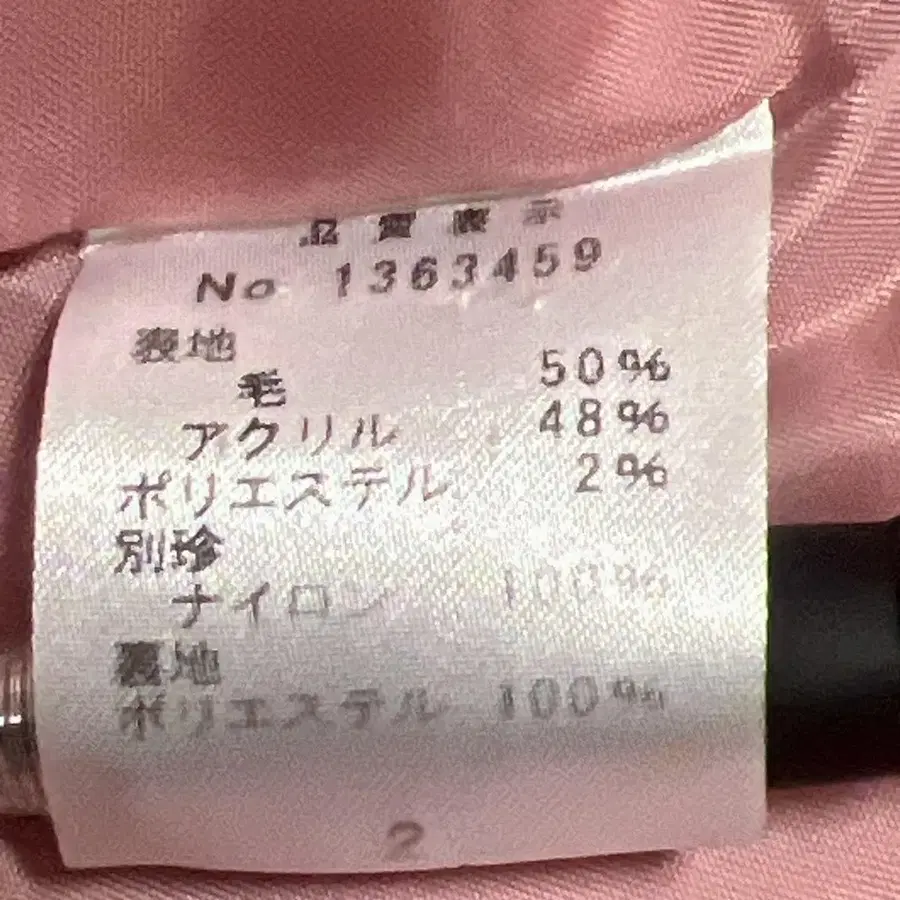 品質表示
No 1363459
表地
毛 50%
アクリル 48%
ポリエステル 2%
別珍
ナイロン 100%
裏地
ポリエステル 100%
2